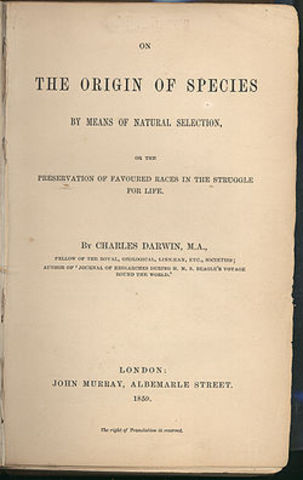 ON
THE ORIGIN OF SPECIES
BY MEANS OF NATURAL SELECTION,
OR THE
PRESERVATION OF FAVOURED RACES IN THE STRUGGLE
FOR LIFE.
BY CHARLES DARWIN, M.A.,
FELLOW OF THE ROYAL, GEOLOGICAL, LINNÆAN, ETC., SOCIETIES;
AUTHOR OF 'JOURNAL OF RESEARCHES DURING H. M. S. BEAGLE'S VOYAGE
ROUND THE WORLD.'
LONDON:
JOHN MURRAY, ALBEMARLE STREET.
1859.
The right of Translation is reserved.